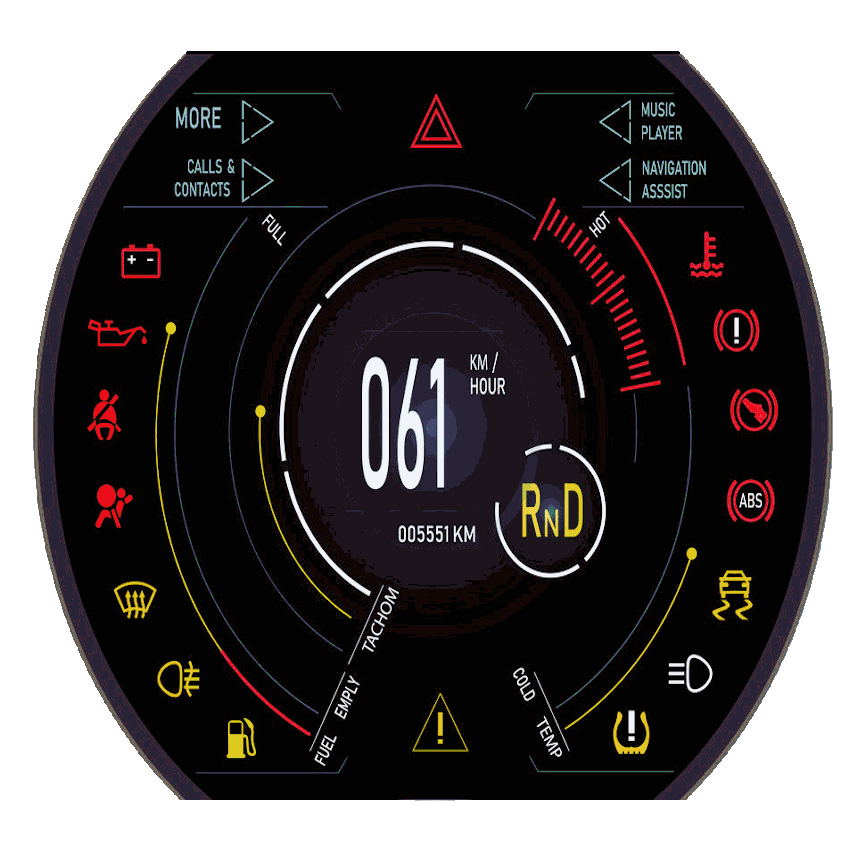 MORE
MUSIC
PLAYER
CALLS &
CONTACTS
NAVIGATION
ASSSIST
FULL
HOT
061
KM /
HOUR
005551 KM
RND
ABS
TACHOM
EMPLY
FUEL
COLD
TEMP